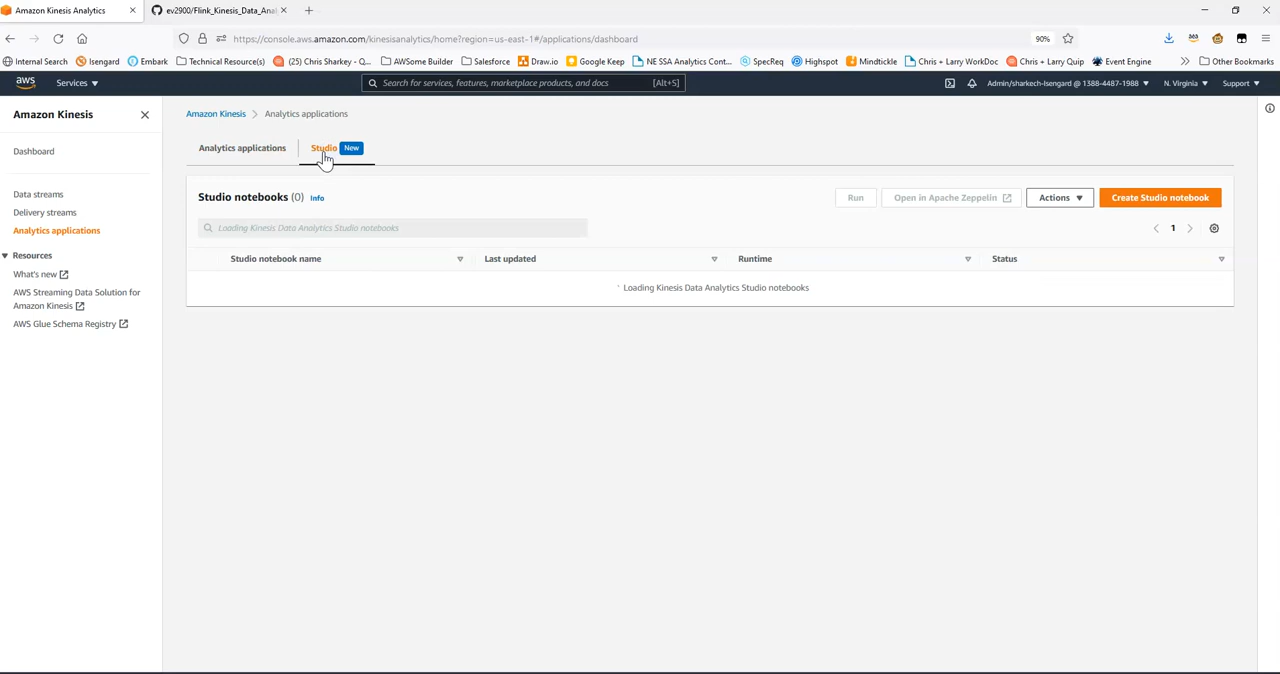 Amazon Kinesis Analytics
ev2900/Flink_Kinesis_Data_Anal
https://console.aws.amazon.com/kinesisanalytics/home?region=us-east-1#/applications/dashboard
90%
Internal Search
Isengard
Embark
Technical Resource(s)
(25) Chris Sharkey - Q...
AWSome Builder
Salesforce
Draw.io
Google Keep
NE SSA Analytics Cont...
SpecReq
Highspot
Mindtickle
Chris + Larry WorkDoc
Chris + Larry Quip
Event Engine
Other Bookmarks
aws
Services
Search for services, features, marketplace products, and docs
[Alt+S]
Admin/sharkech-Isengard @ 1388-4487-1988
N. Virginia
Support
Amazon Kinesis
Dashboard
Data streams
Delivery streams
Analytics applications
Resources
What's new
AWS Streaming Data Solution for
Amazon Kinesis
AWS Glue Schema Registry
Amazon Kinesis
Analytics applications
Analytics applications
Studio
New
Studio notebooks (0)
Info
Run
Open in Apache Zeppelin
Actions
Create Studio notebook
Loading Kinesis Data Analytics Studio notebooks
1
Studio notebook name
Last updated
Runtime
Status
Loading Kinesis Data Analytics Studio notebooks